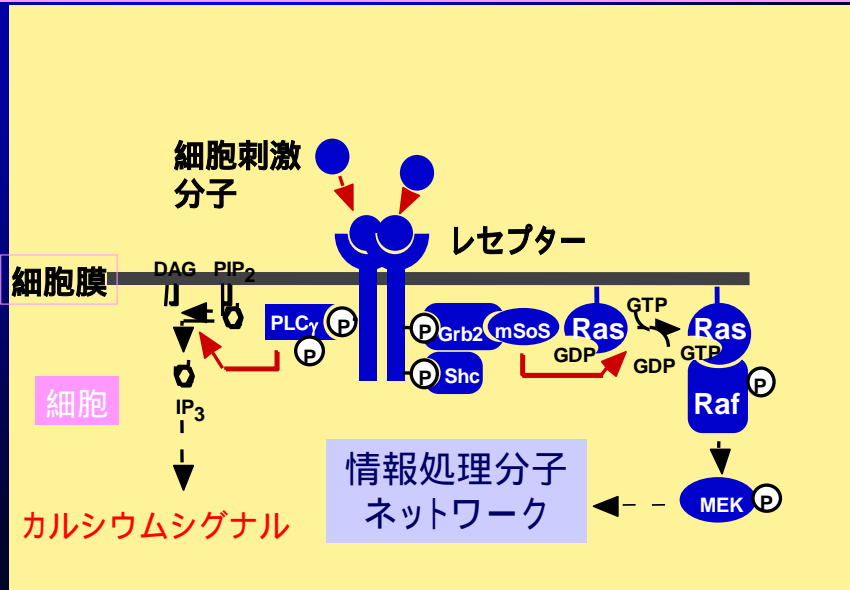 細胞刺激
分子
レセプター
細胞膜
DAG PIP2
PLCγ
P
P
P
Grb2
mSoS
Ras
GDP
GTP
GDP
Ras
GTP
P
Shc
Raf
P
細胞
IP3
カルシウムシグナル
情報処理分子
ネットワーク
MEK
P